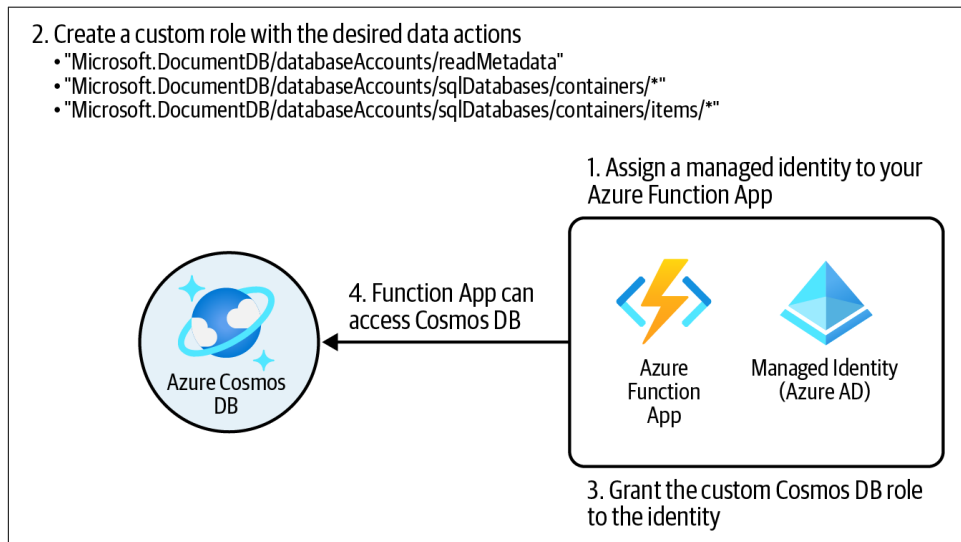 2. Create a custom role with the desired data actions
• "Microsoft.DocumentDB/databaseAccounts/readMetadata"
• "Microsoft.DocumentDB/databaseAccounts/sqlDatabases/containers/*"
• "Microsoft.DocumentDB/databaseAccounts/sqlDatabases/containers/items/*"
1. Assign a managed identity to your
Azure Function App
4. Function App can
access Cosmos DB
Azure Cosmos
DB
Azure
Function
App
Managed Identity
(Azure AD)
3. Grant the custom Cosmos DB role
to the identity